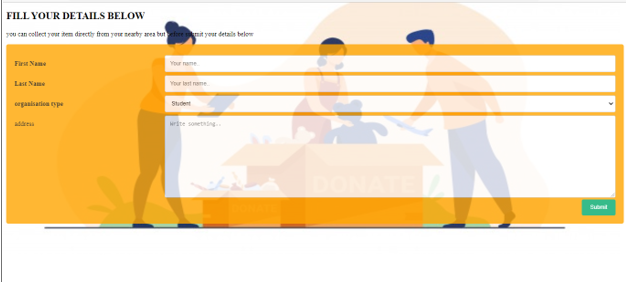 FILL YOUR DETAILS BELOW
you can collect your item directly from your nearby area but before submit your details below
First Name
Your name..
Last Name
Your last name..
organisation type
Student
address
Write something..
DONATE
Submit